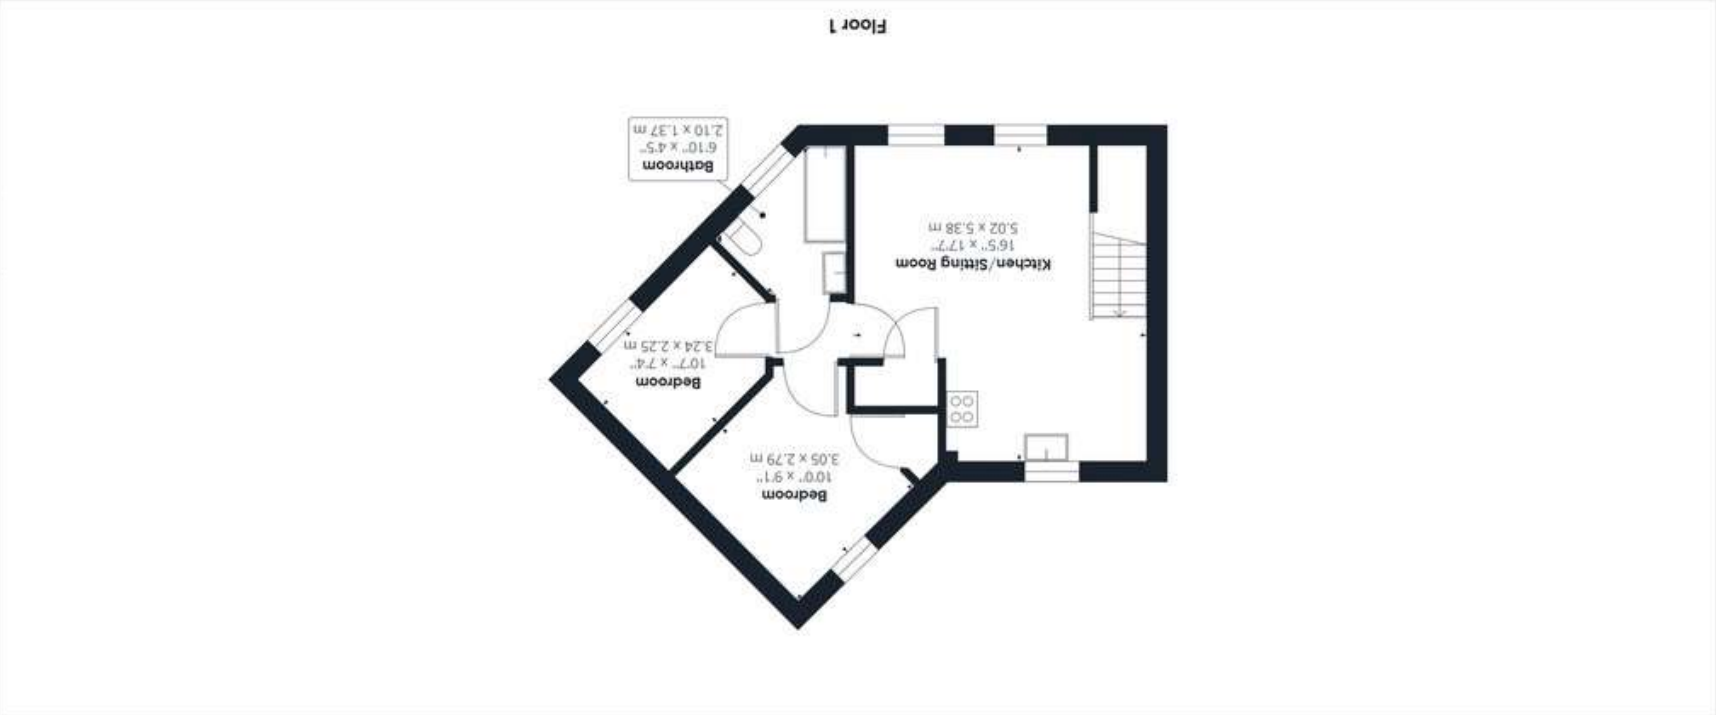 Bedroom
10'0" x 9'1"
3.05 x 2.79 m
Bedroom
10'7" x 7'4"
3.24 x 2.25 m
Kitchen/Sitting Room
16'5" x 17'7"
5.02 x 5.38 m
Bathroom
6'10" x 4'5"
2.10 x 1.37 m
Floor 1